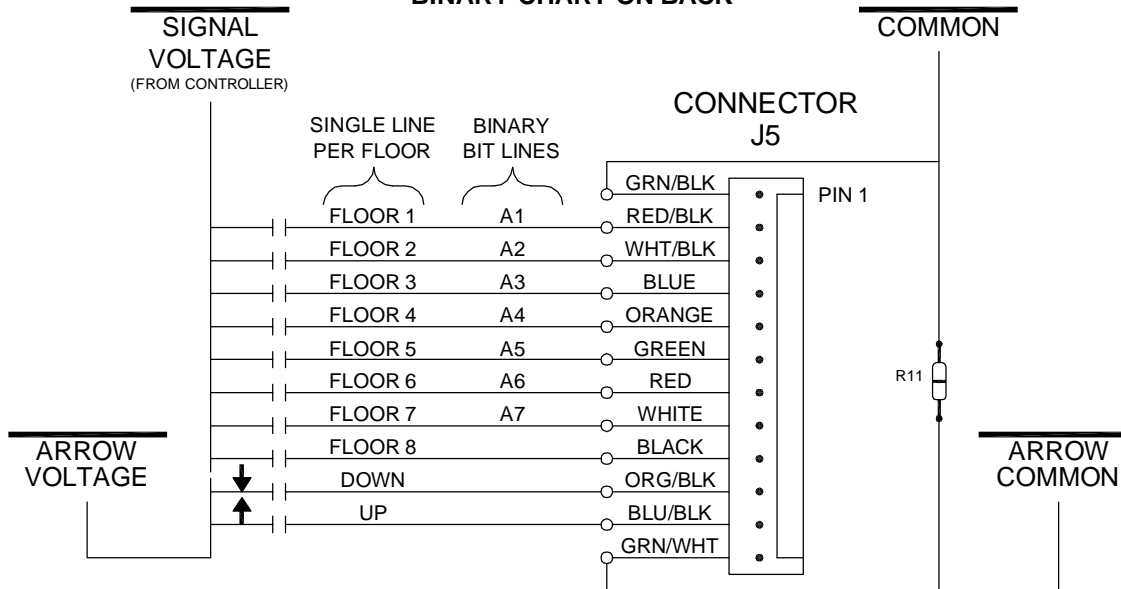 BINARY CHART ON BACK
SIGNAL
VOLTAGE
(FROM CONTROLLER)
COMMON
CONNECTOR
J5
SINGLE LINE
PER FLOOR
BINARY
BIT LINES
GRN/BLK
PIN 1
FLOOR 1 A1 RED/BLK
FLOOR 2 A2 WHT/BLK
FLOOR 3 A3 BLUE
FLOOR 4 A4 ORANGE
FLOOR 5 A5 GREEN
FLOOR 6 A6 RED
R11
FLOOR 7 A7 WHITE
FLOOR 8 BLACK
ARROW
VOLTAGE
ARROW
COMMON
DOWN ORG/BLK
UP BLU/BLK
GRN/WHT